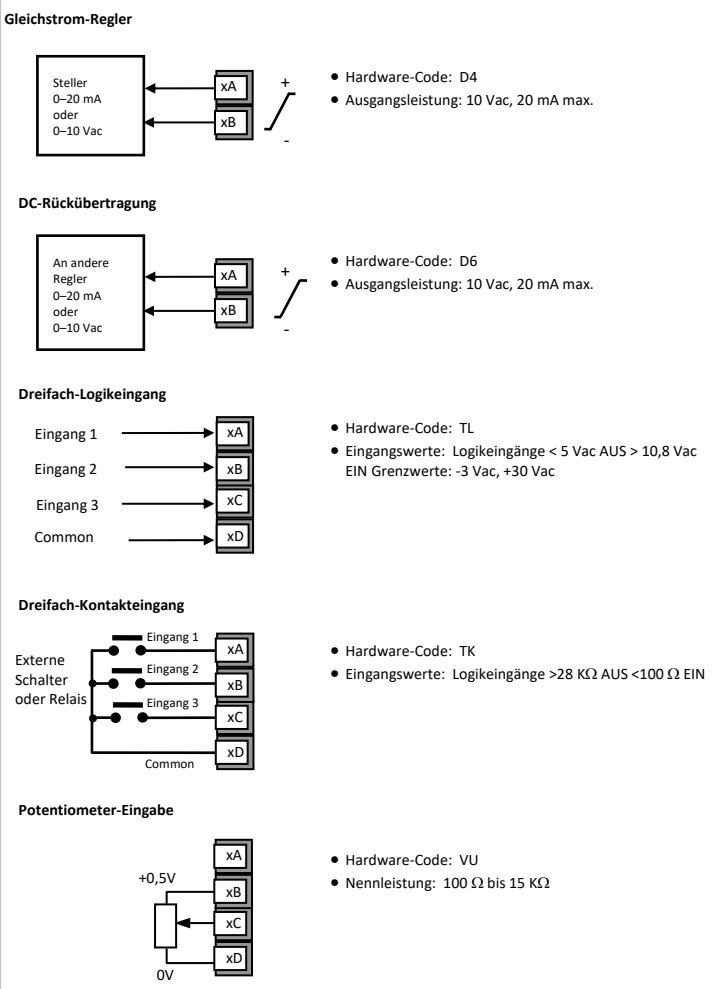 Gleichstrom-Regler
Steller
0–20 mA
oder
0–10 Vac
xA
xB
+
-
• Hardware-Code: D4
• Ausgangsleistung: 10 Vac, 20 mA max.
DC-Rückübertragung
An andere
Regler
0–20 mA
oder
0–10 Vac
xA
xB
+
-
• Hardware-Code: D6
• Ausgangsleistung: 10 Vac, 20 mA max.
Dreifach-Logikeingang
Eingang 1
xA
Eingang 2
xB
Eingang 3
xC
Common
xD
• Hardware-Code: TL
• Eingangswerte: Logikeingänge < 5 Vac AUS > 10,8 Vac
EIN Grenzwerte: -3 Vac, +30 Vac
Dreifach-Kontakteingang
Externe
Schalter
oder Relais
Eingang 1
xA
Eingang 2
xB
Eingang 3
xC
xD
Common
• Hardware-Code: TK
• Eingangswerte: Logikeingänge >28 KΩ AUS <100 Ω EIN
Potentiometer-Eingabe
xA
+0,5V
xB
xC
xD
0V
• Hardware-Code: VU
• Nennleistung: 100 Ω bis 15 KΩ